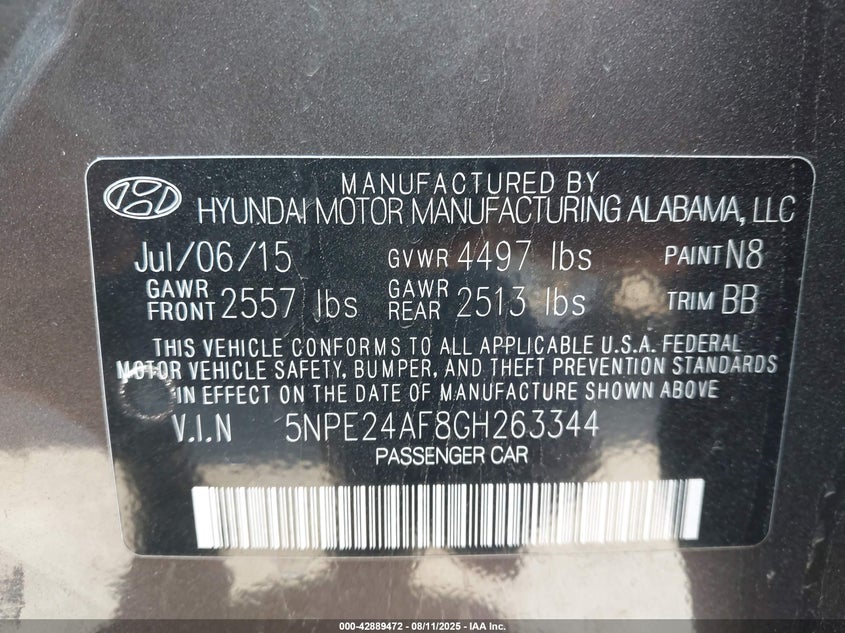 MANUFACTURED BY
HYUNDAI MOTOR MANUFACTURING ALABAMA, LLC
Jul/06/15 GVWR 4497 lbs PAINT N8
GAWR FRONT 2557 lbs GAWR REAR 2513 lbs TRIM BB
THIS VEHICLE CONFORMS TO ALL APPLICABLE U.S.A. FEDERAL
MOTOR VEHICLE SAFETY, BUMPER, AND THEFT PREVENTION STANDARDS
IN EFFECT ON THE DATE OF MANUFACTURE SHOWN ABOVE
V.I.N 5NPE24AF8GH263344
PASSENGER CAR
000-42889472 - 08/11/2025 - IAA Inc.